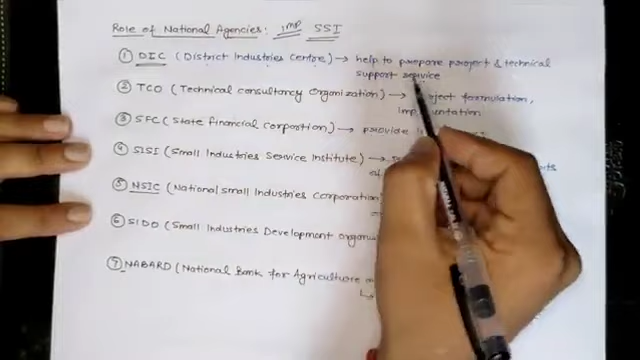 Role of National Agencies: imp SSI
① DIC (District Industries Centre) → help to prepare project & technical
support service
② TCO (Technical consultancy Organization) → project formulation,
implementation
③ SFC (State financial corportion) → provide
④ SISI (Small Industries Service Institute) →
⑤ NSIC (National small Industries corporation
⑥ SIDO (Small Industries Development
⑦ NABARD (National Bank for Agriculture